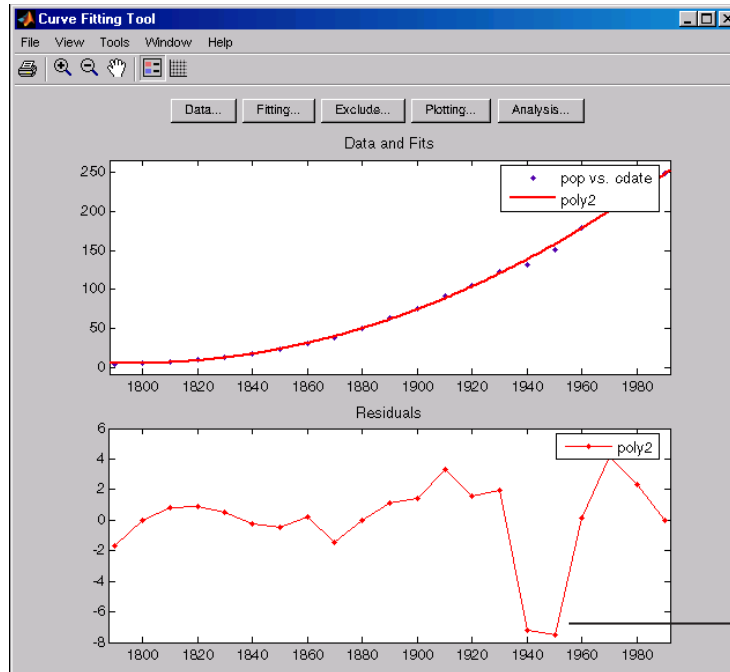 Curve Fitting Tool
File View Tools Window Help
Data... Fitting... Exclude... Plotting... Analysis...
Data and Fits
250
200
150
100
50
0
pop vs. cdate
poly2
1800 1820 1840 1860 1880 1900 1920 1940 1960 1980
Residuals
6
4
2
0
-2
-4
-6
-8
poly2
1800 1820 1840 1860 1880 1900 1920 1940 1960 1980